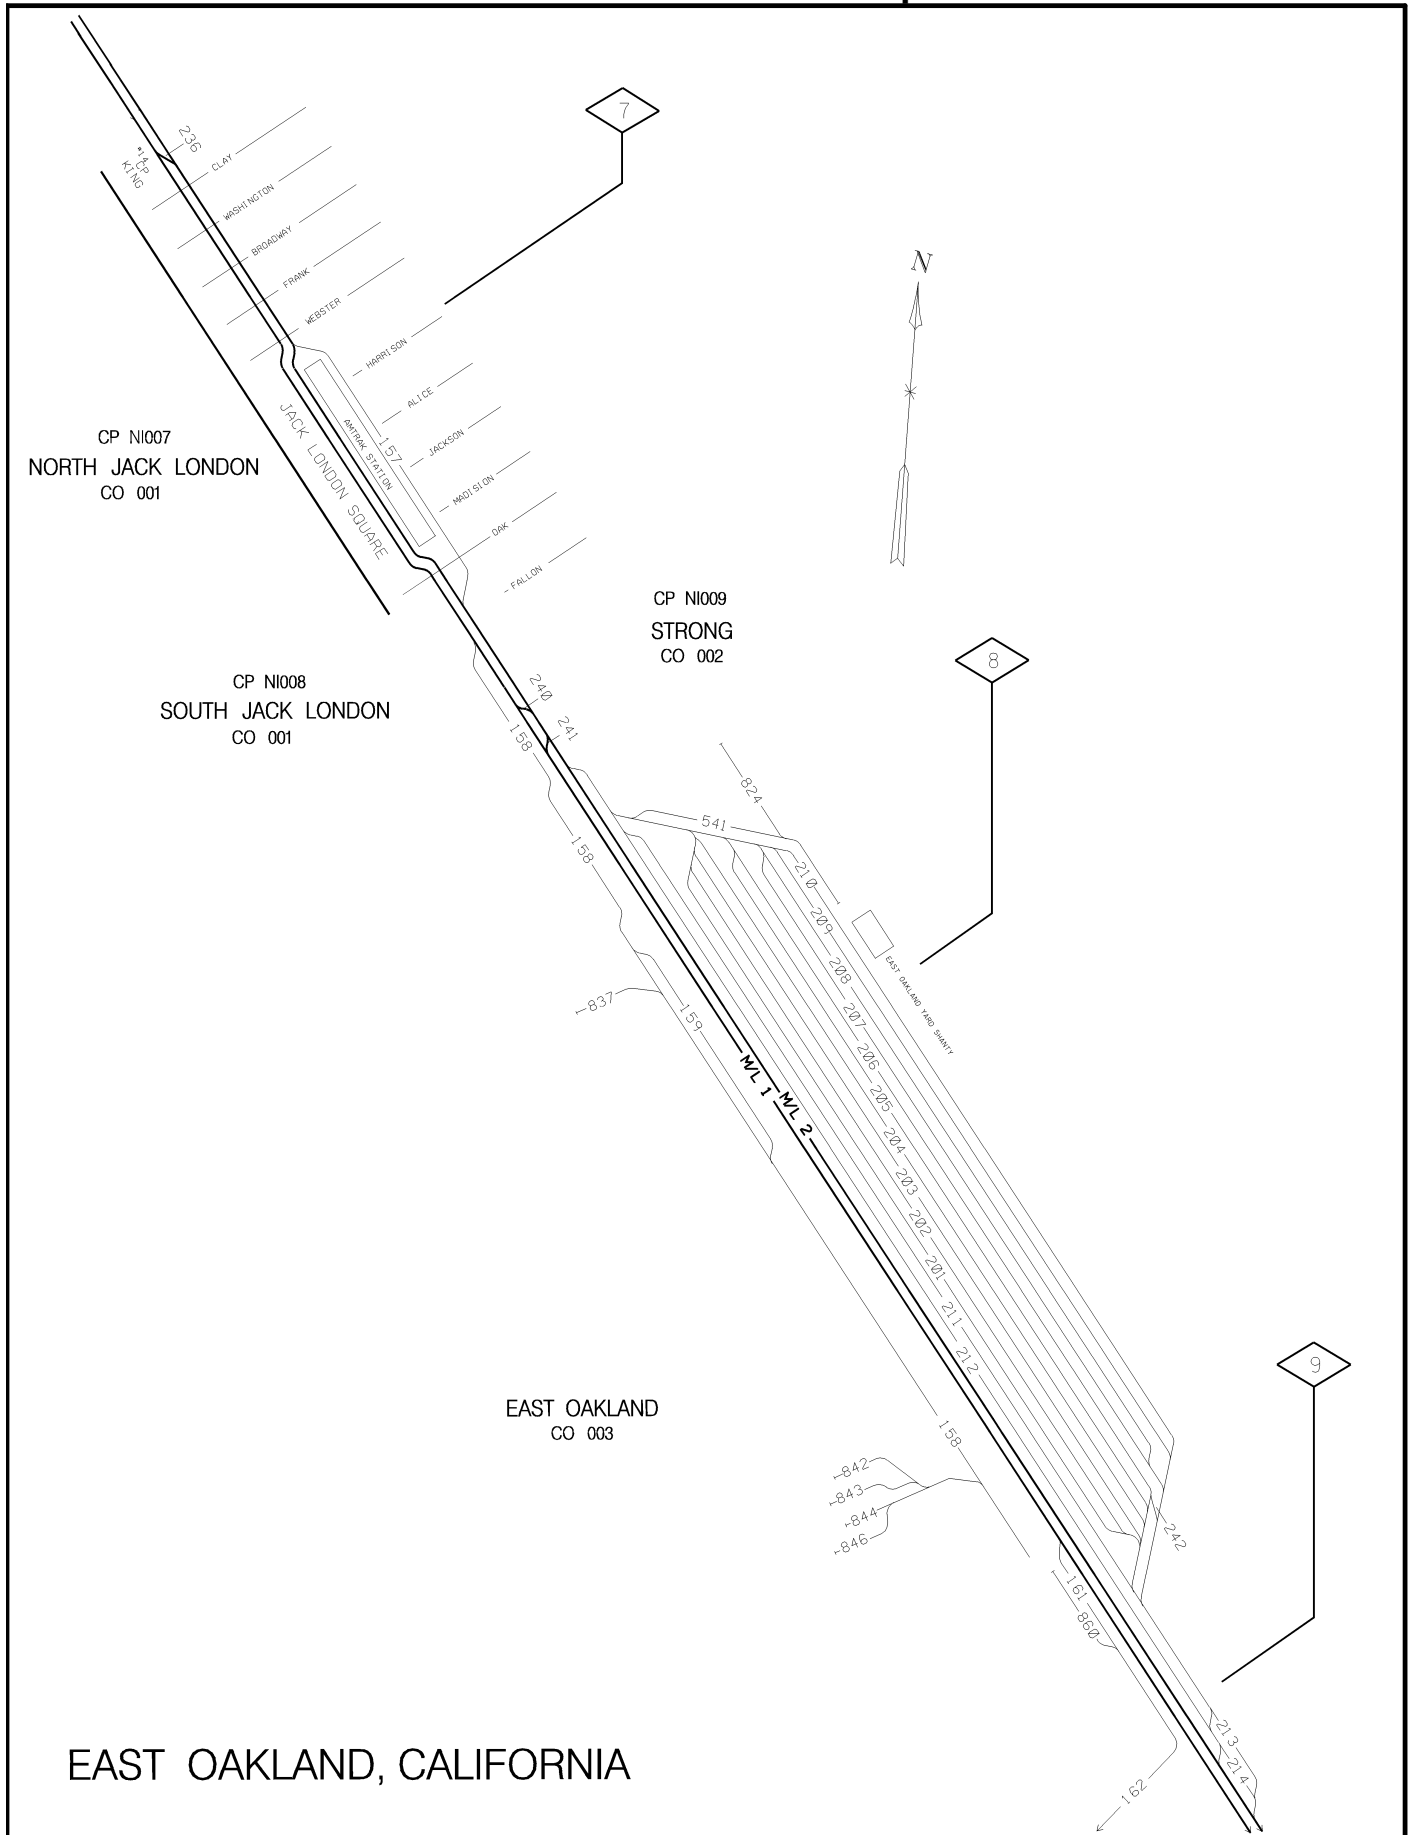 7
236
"14 CP
KING
CLAY
WASHINGTON
BROADWAY
FRANK
WEBSTER
HARRISON
ALICE
JACKSON
MADISION
OAK
FALLON
N
157
AMTRAK STATION
JACK LONDON SQUARE
CP NI007
NORTH JACK LONDON
CO 001
CP NI009
STRONG
CO 002
8
CP NI008
SOUTH JACK LONDON
CO 001
240
241
158
824
541
158
210
209
208
207
206
205
204
203
202
201
211
212
EAST OAKLAND YARD SHANTY
837
159
M/L 1
M/L 2
9
EAST OAKLAND
CO 003
158
842
843
844
846
242
161
860
213
214
162
EAST OAKLAND, CALIFORNIA